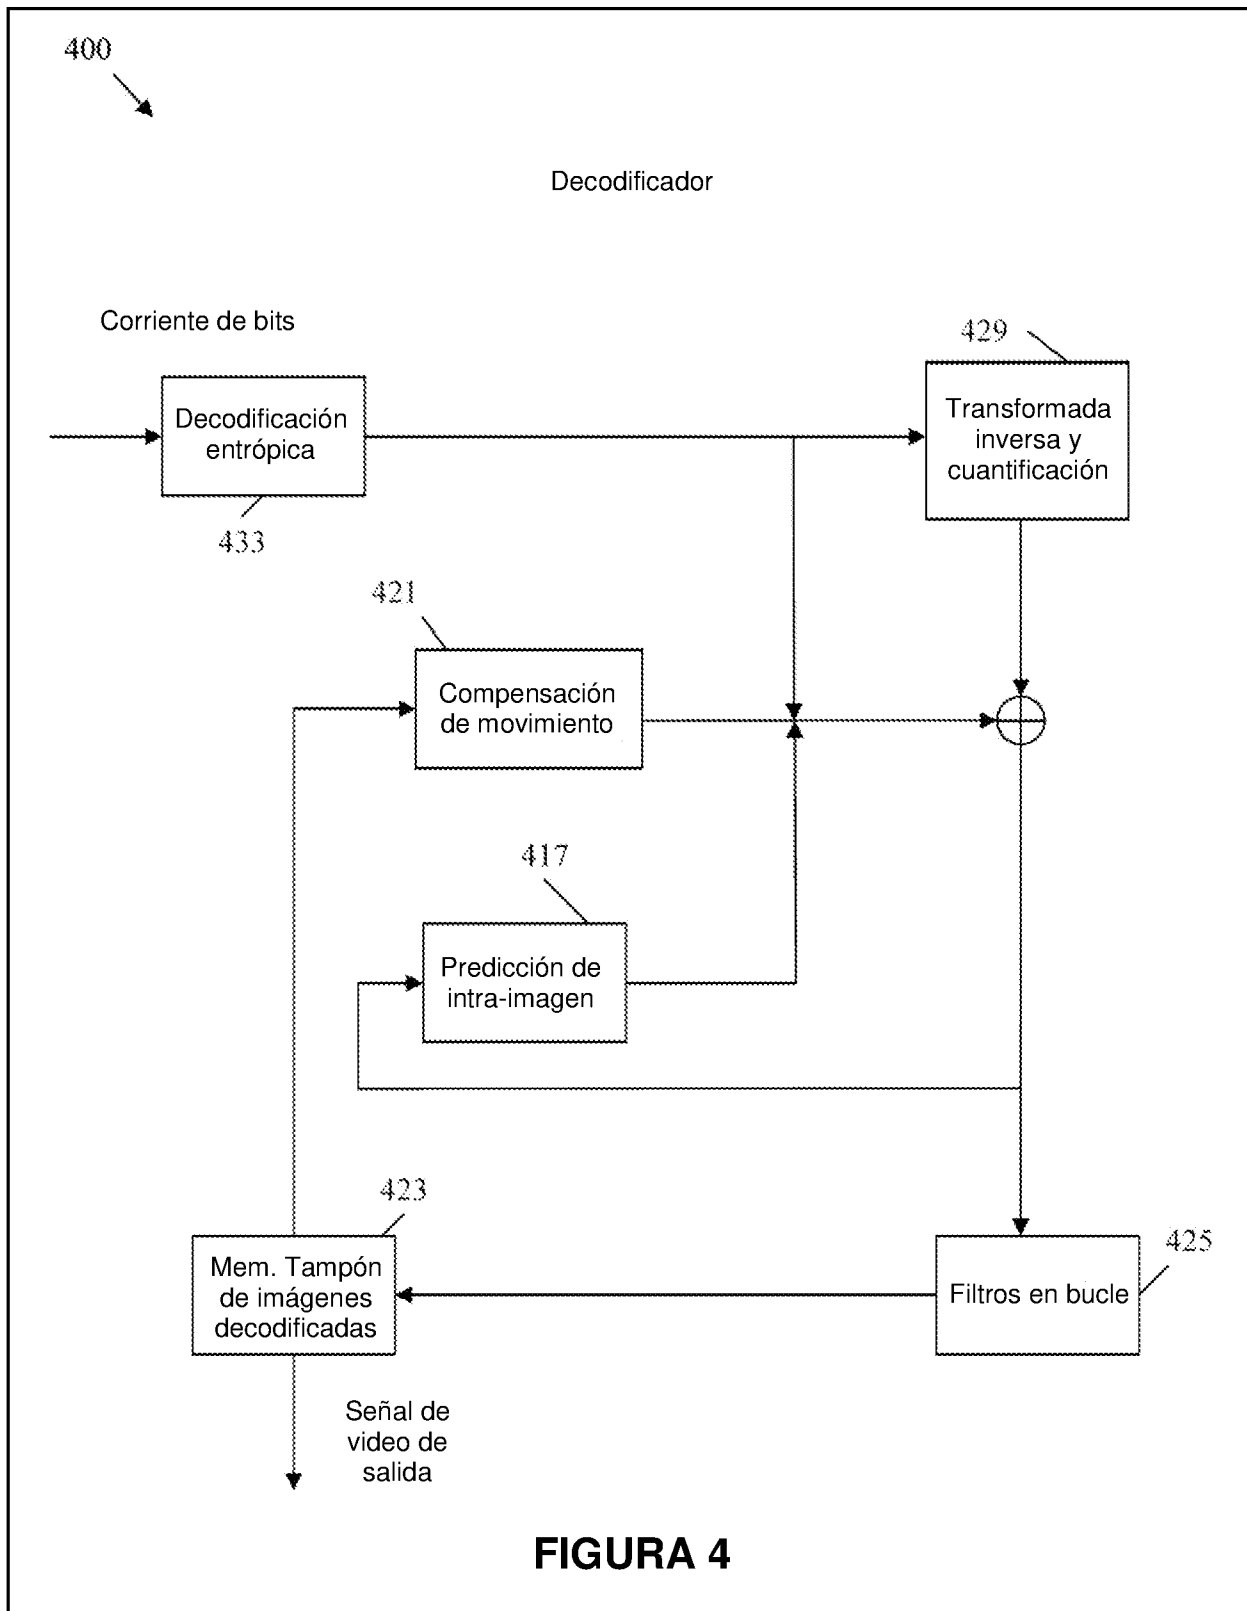 400
Decodificador
Corriente de bits
429
Decodificación
entrópica
Transformada
inversa y
cuantificación
433
421
Compensación
de movimiento
417
Predicción de
intra-imagen
423
Mem. Tampón
de imágenes
decodificadas
425
Filtros en bucle
Señal de
video de
salida
FIGURA 4